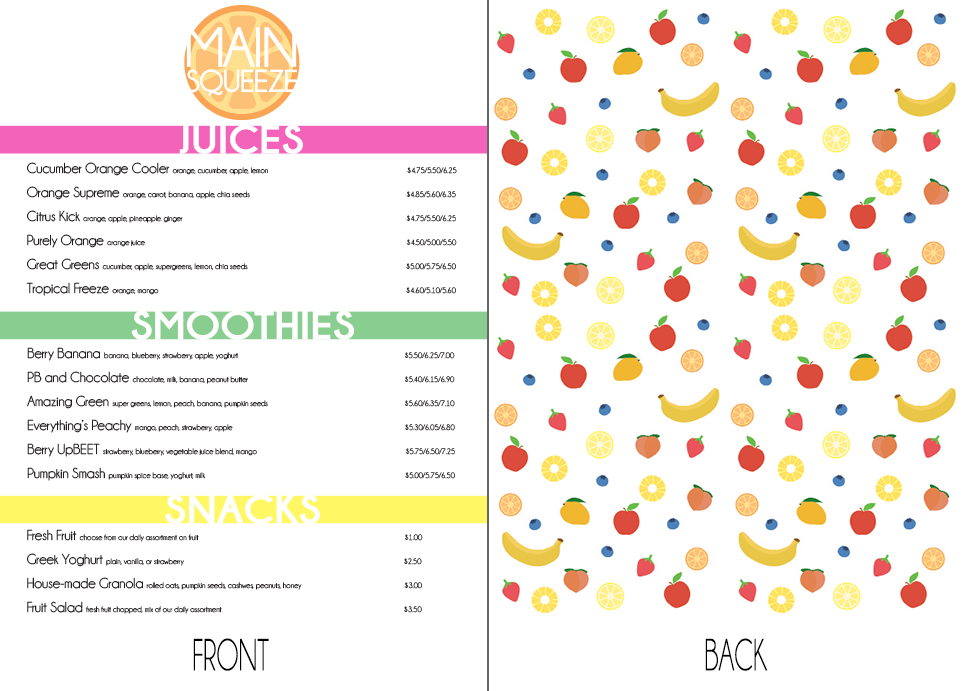 MAIN
SQUEEZE
JUICES
Cucumber Orange Cooler orange, cucumber, apple, lemon $4.75/5.50/6.25
Orange Supreme orange, carrot, banana, apple, chia seeds $4.85/5.60/6.35
Citrus Kick orange, apple, pineapple ginger $4.75/5.50/6.25
Purely Orange orange juice $4.50/5.00/5.50
Great Greens cucumber, apple, supergreens, lemon, chia seeds $5.00/5.75/6.50
Tropical Freeze orange, mango $4.60/5.10/5.60
SMOOTHIES
Berry Banana banana, blueberry, strawberry, apple, yoghurt $5.50/6.25/7.00
PB and Chocolate chocolate, milk, banana, peanut butter $5.40/6.15/6.90
Amazing Green super greens, lemon, peach, banana, pumpkin seeds $5.60/6.35/7.10
Everything's Peachy mango, peach, strawberry, apple $5.30/6.05/6.80
Berry UpBEET strawberry, blueberry, vegetable juice blend, mango $5.75/6.50/7.25
Pumpkin Smash pumpkin spice base, yoghurt, milk $5.00/5.75/6.50
SNACKS
Fresh Fruit choose from our daily assortment on fruit $1.00
Greek Yoghurt plain, vanilla, or strawberry $2.50
House-made Granola rolled oats, pumpkin seeds, cashwes, peanuts, honey $3.00
Fruit Salad fresh fruit chopped, mix of our daily assortment $3.50
FRONT
BACK